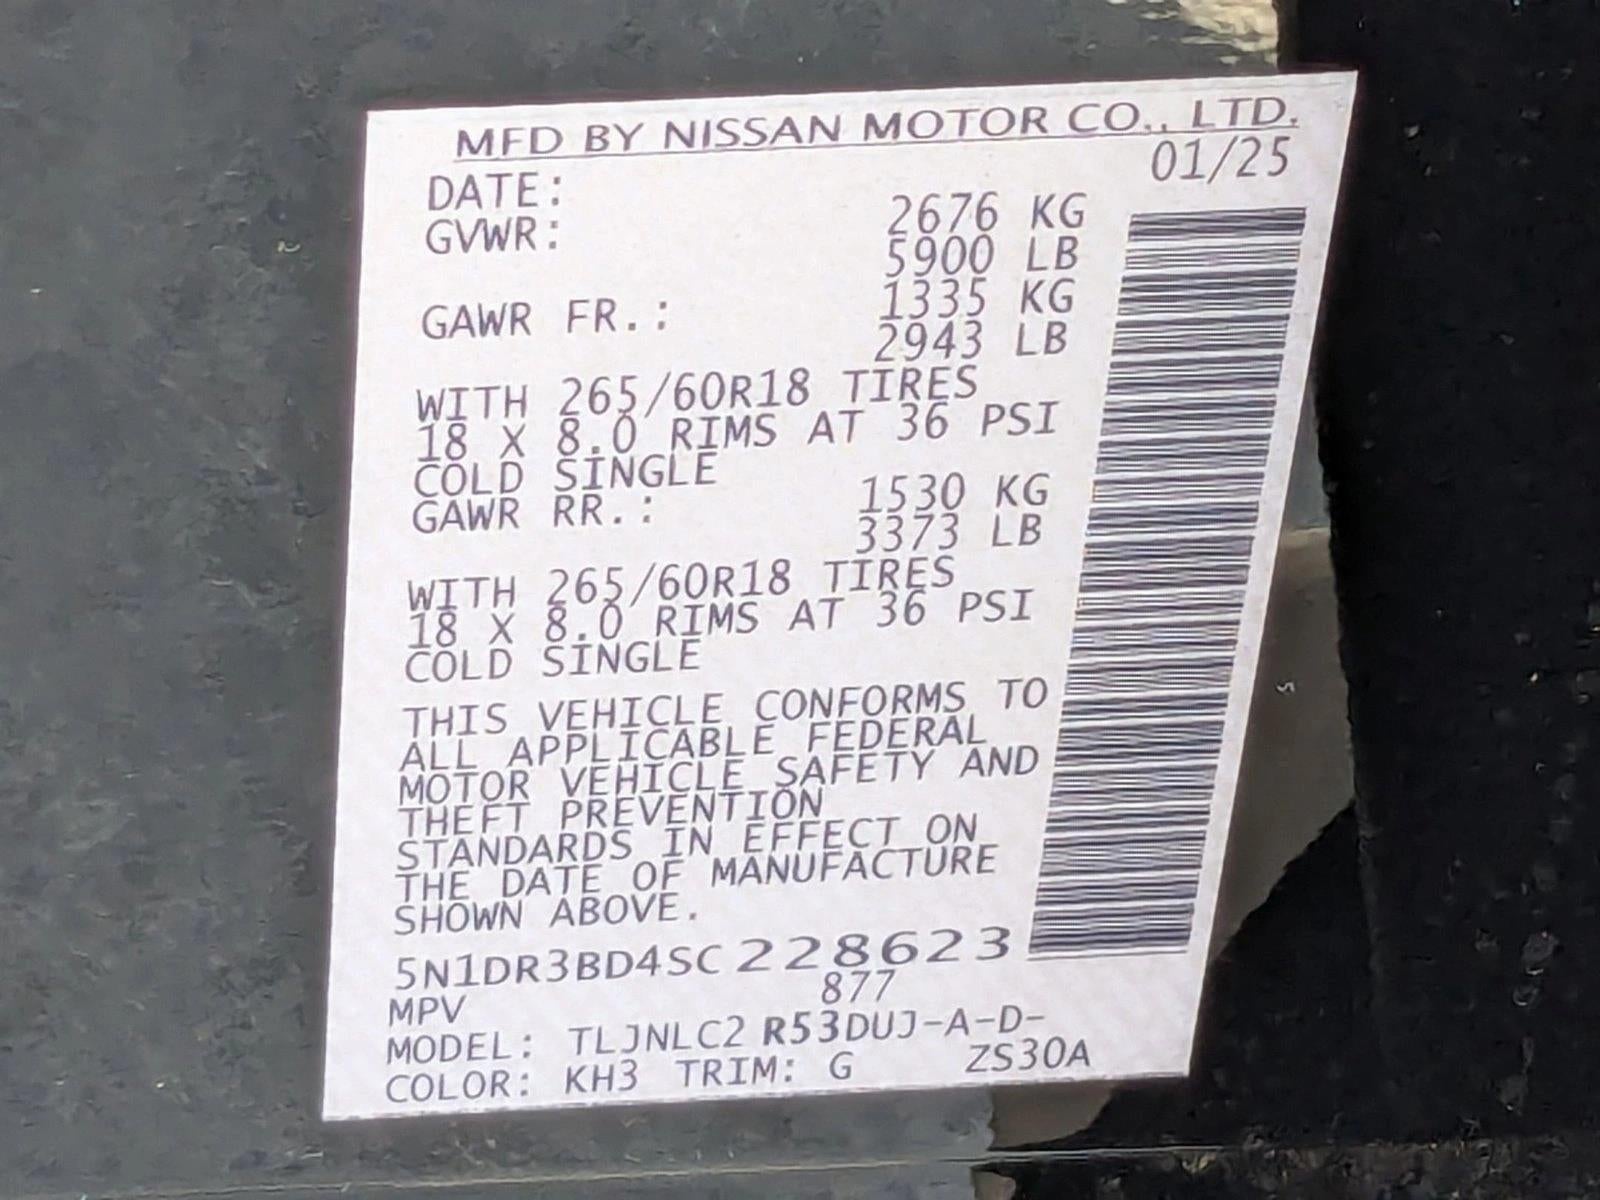 MFD BY NISSAN MOTOR CO., LTD.
DATE: 01/25
GVWR: 2676 KG
5900 LB
GAWR FR.: 1335 KG
2943 LB
WITH 265/60R18 TIRES
18 X 8.0 RIMS AT 36 PSI
COLD SINGLE
GAWR RR.: 1530 KG
3373 LB
WITH 265/60R18 TIRES
18 X 8.0 RIMS AT 36 PSI
COLD SINGLE
THIS VEHICLE CONFORMS TO
ALL APPLICABLE FEDERAL
MOTOR VEHICLE SAFETY AND
THEFT PREVENTION
STANDARDS IN EFFECT ON
THE DATE OF MANUFACTURE
SHOWN ABOVE.
5N1DR3BD4SC228623
MPV 877
MODEL: TLJNLC2 R53DUJ-A-D-
COLOR: KH3 TRIM: G ZS30A